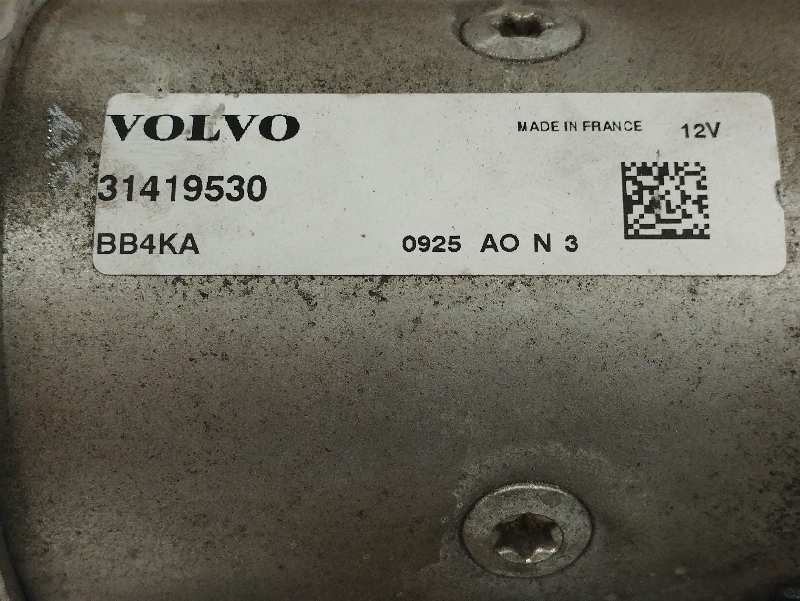 VOLVO MADE IN FRANCE 12V
31419530
BB4KA 0925 AO N 3